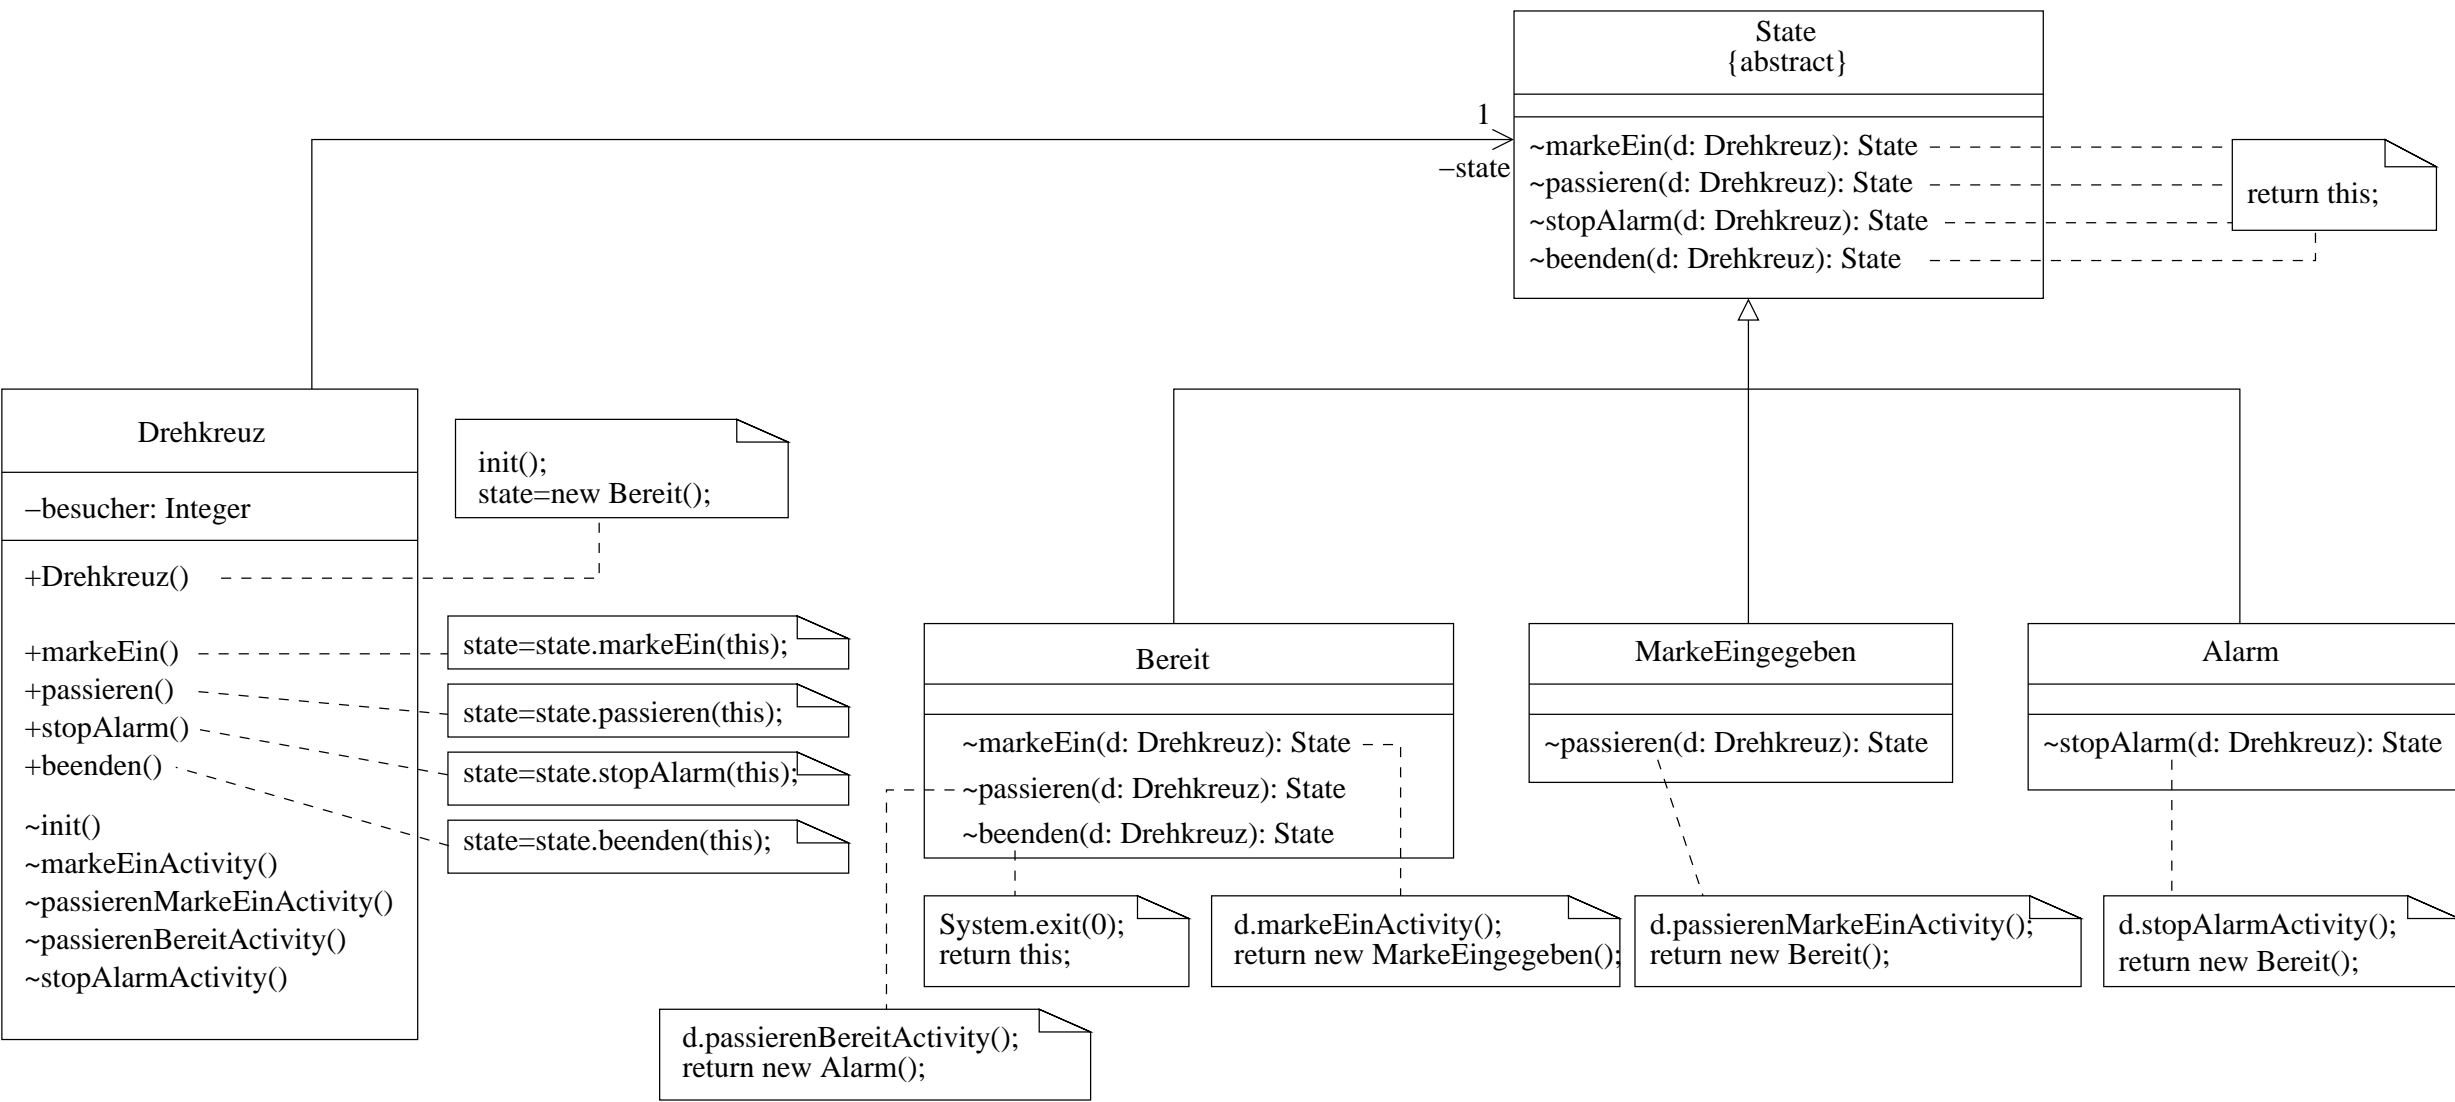 State
{abstract}
1
–state
~markeEin(d: Drehkreuz): State
~passieren(d: Drehkreuz): State
~stopAlarm(d: Drehkreuz): State
~beenden(d: Drehkreuz): State
return this;
Drehkreuz
–besucher: Integer
+Drehkreuz()
+markeEin()
+passieren()
+stopAlarm()
+beenden()
~init()
~markeEinActivity()
~passierenMarkeEinActivity()
~passierenBereitActivity()
~stopAlarmActivity()
init();
state=new Bereit();
state=state.markeEin(this);
state=state.passieren(this);
state=state.stopAlarm(this);
state=state.beenden(this);
Bereit
~markeEin(d: Drehkreuz): State
~passieren(d: Drehkreuz): State
~beenden(d: Drehkreuz): State
MarkeEingegeben
~passieren(d: Drehkreuz): State
Alarm
~stopAlarm(d: Drehkreuz): State
System.exit(0);
return this;
d.markeEinActivity();
return new MarkeEingegeben();
d.passierenMarkeEinActivity();
return new Bereit();
d.stopAlarmActivity();
return new Bereit();
d.passierenBereitActivity();
return new Alarm();